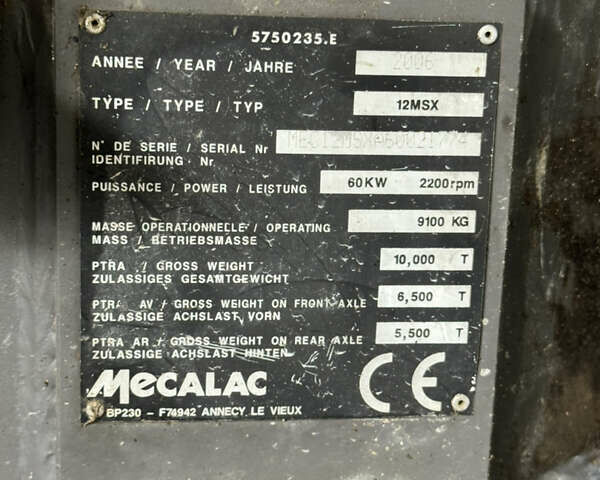 5750235.E
ANNEE / YEAR / JAHRE 2006
TYPE / TYPE / TYP 12MSX
N° DE SERIE / SERIAL Nr
IDENTIFIRUNG Nr
PUISSANCE / POWER / LEISTUNG 60KW 2200rpm
MASSE OPERATIONNELLE / OPERATING 9100 KG
MASS / BETRIEBSMASSE
PTRA / GROSS WEIGHT 10,000 T
ZULASSIGES GESAMTGEWICHT
PTRA AV / GROSS WEIGHT ON FRONT AXLE 6,500 T
ZULASSIGE ACHSLAST VORN
PTRA AR / GROSS WEIGHT ON REAR AXLE 5,500 T
ZULASSIGE ACHSLAST HINTEN
MECALAC CE
BP230 - F74942 ANNECY LE VIEUX